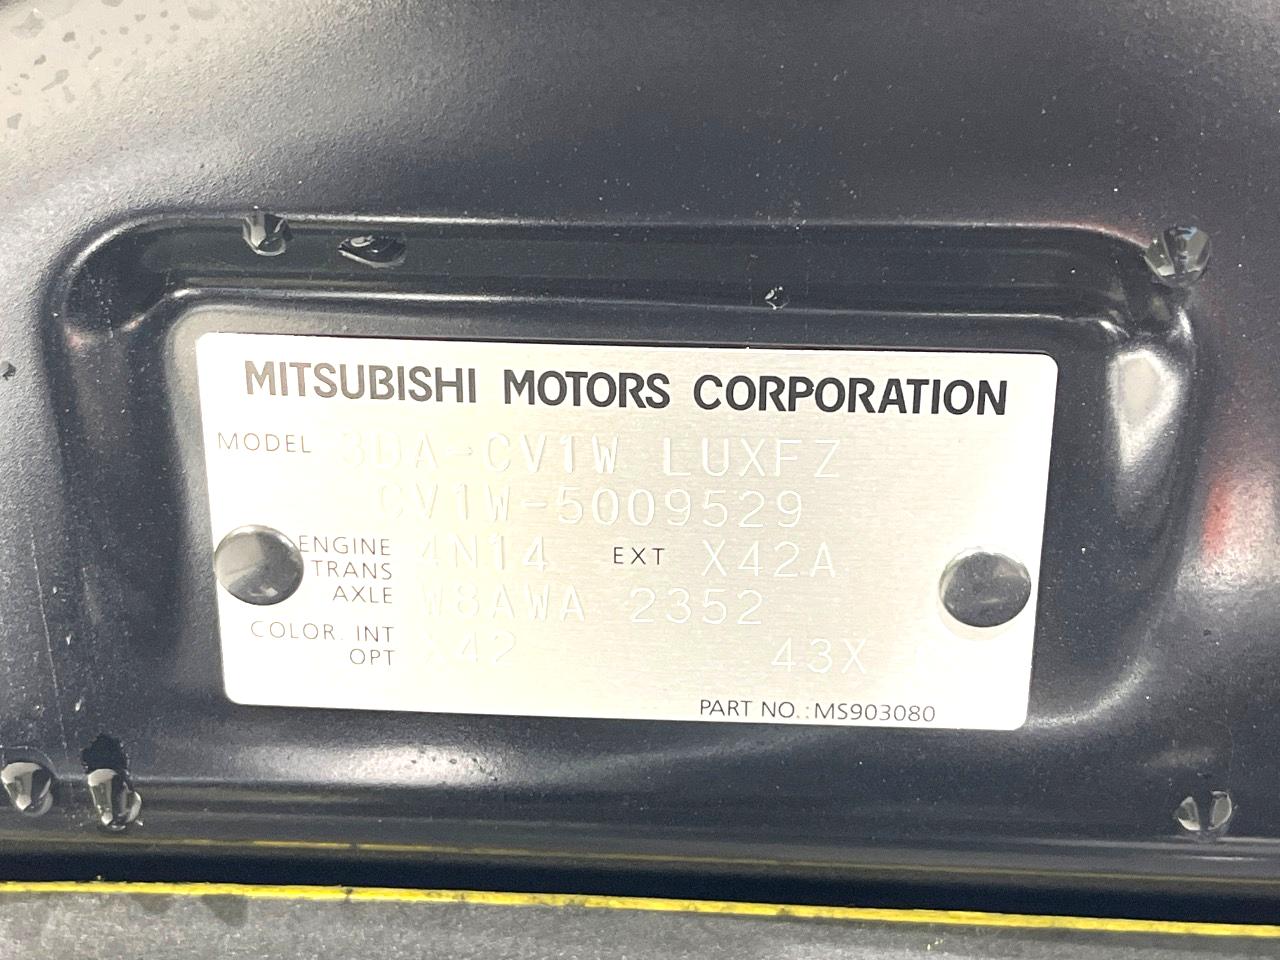 MITSUBISHI MOTORS CORPORATION
MODEL 3DA-CV1W LUXFZ
CV1W-5009529
ENGINE 4N14 EXT X42A
TRANS
AXLE W8AWA 2352
COLOR. INT X42 43X
OPT
PART NO.:MS903080